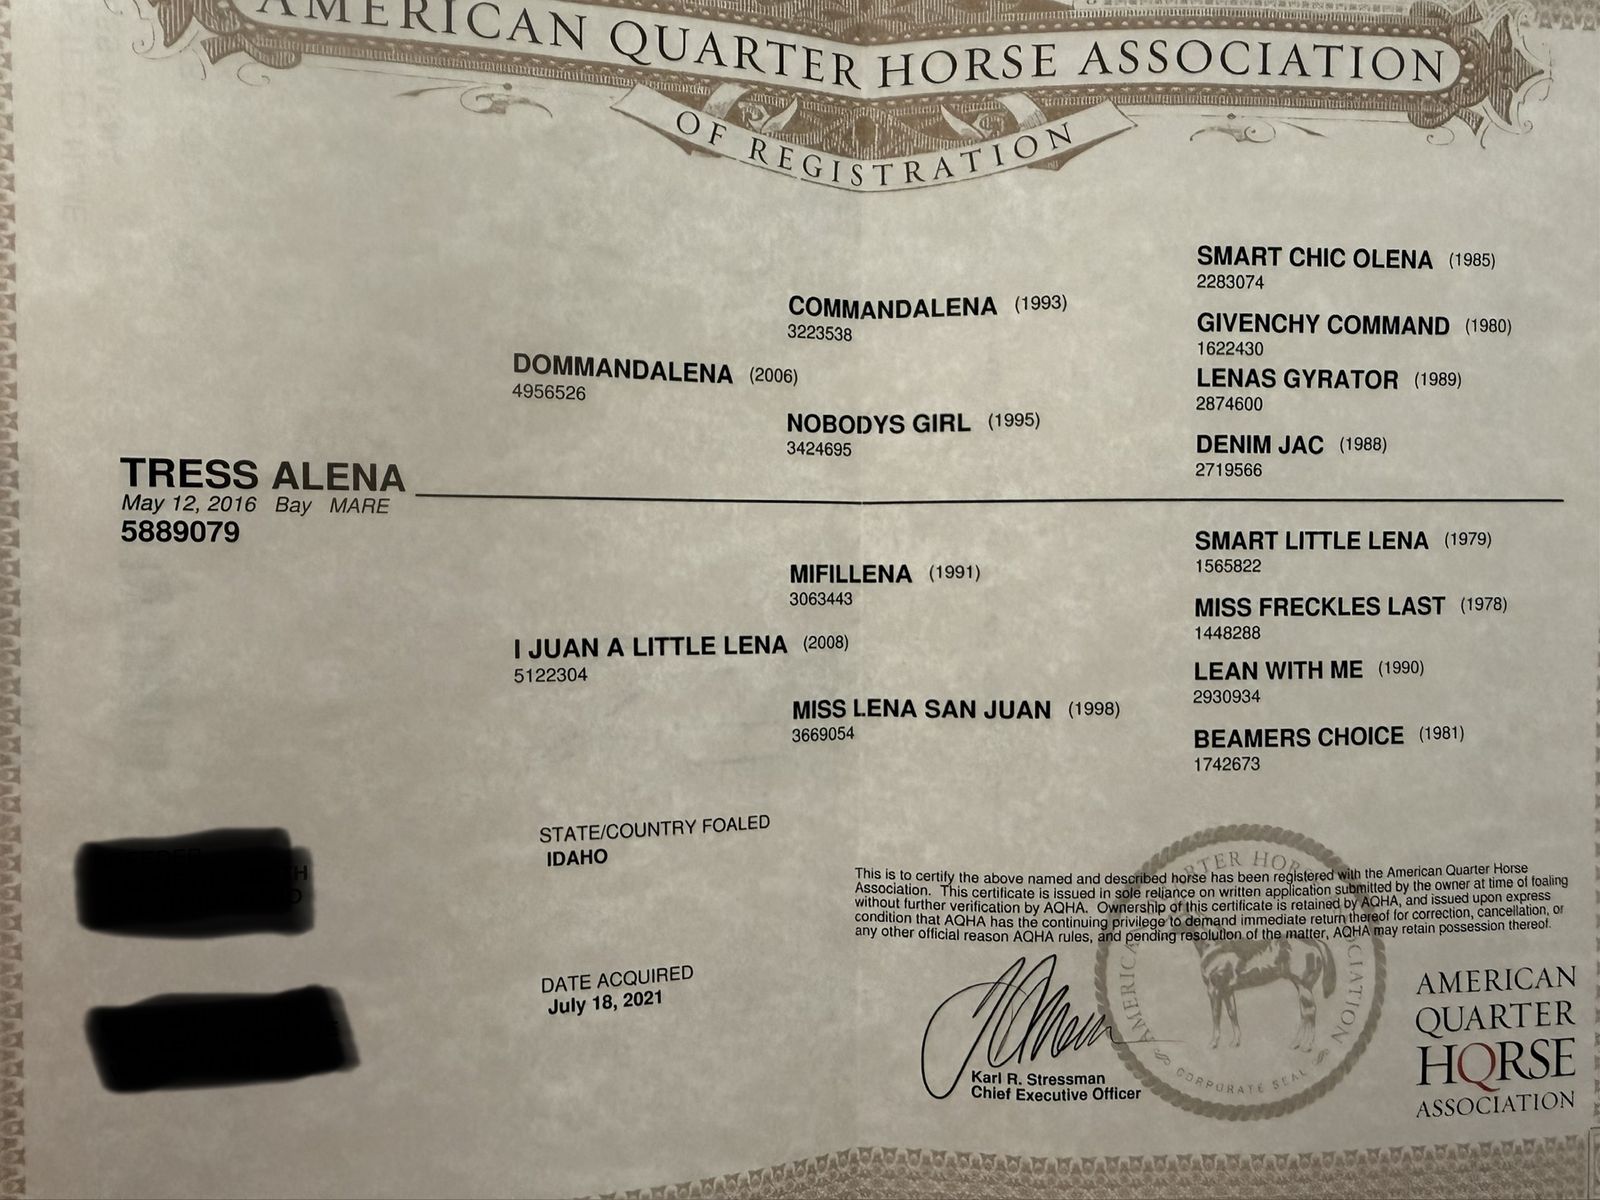 AMERICAN QUARTER HORSE ASSOCIATION
OF REGISTRATION
SMART CHIC OLENA (1985)
2283074
COMMANDALENA (1993)
3223538
GIVENCHY COMMAND (1980)
1622430
DOMMANDALENA (2006)
4956526
LENAS GYRATOR (1989)
2874600
NOBODYS GIRL (1995)
3424695
DENIM JAC (1988)
2719566
TRESS ALENA
May 12, 2016 Bay MARE
5889079
SMART LITTLE LENA (1979)
1565822
MIFILLENA (1991)
3063443
MISS FRECKLES LAST (1978)
1448288
I JUAN A LITTLE LENA (2008)
5122304
LEAN WITH ME (1990)
2930934
MISS LENA SAN JUAN (1998)
3669054
BEAMERS CHOICE (1981)
1742673
STATE/COUNTRY FOALED
IDAHO
DATE ACQUIRED
July 18, 2021
This is to certify the above named and described horse has been registered with the American Quarter Horse
Association. This certificate is issued in sole reliance on written application submitted by the owner at time of foaling
without further verification by AQHA. Ownership of this certificate is retained by AQHA, and issued upon express
condition that AQHA has the continuing privilege to demand immediate return thereof for correction, cancellation, or
any other official reason AQHA rules, and pending resolution of the matter, AQHA may retain possession thereof.
Karl R. Stressman
Chief Executive Officer
CORPORATE SEAL
AMERICAN
QUARTER
HORSE
ASSOCIATION